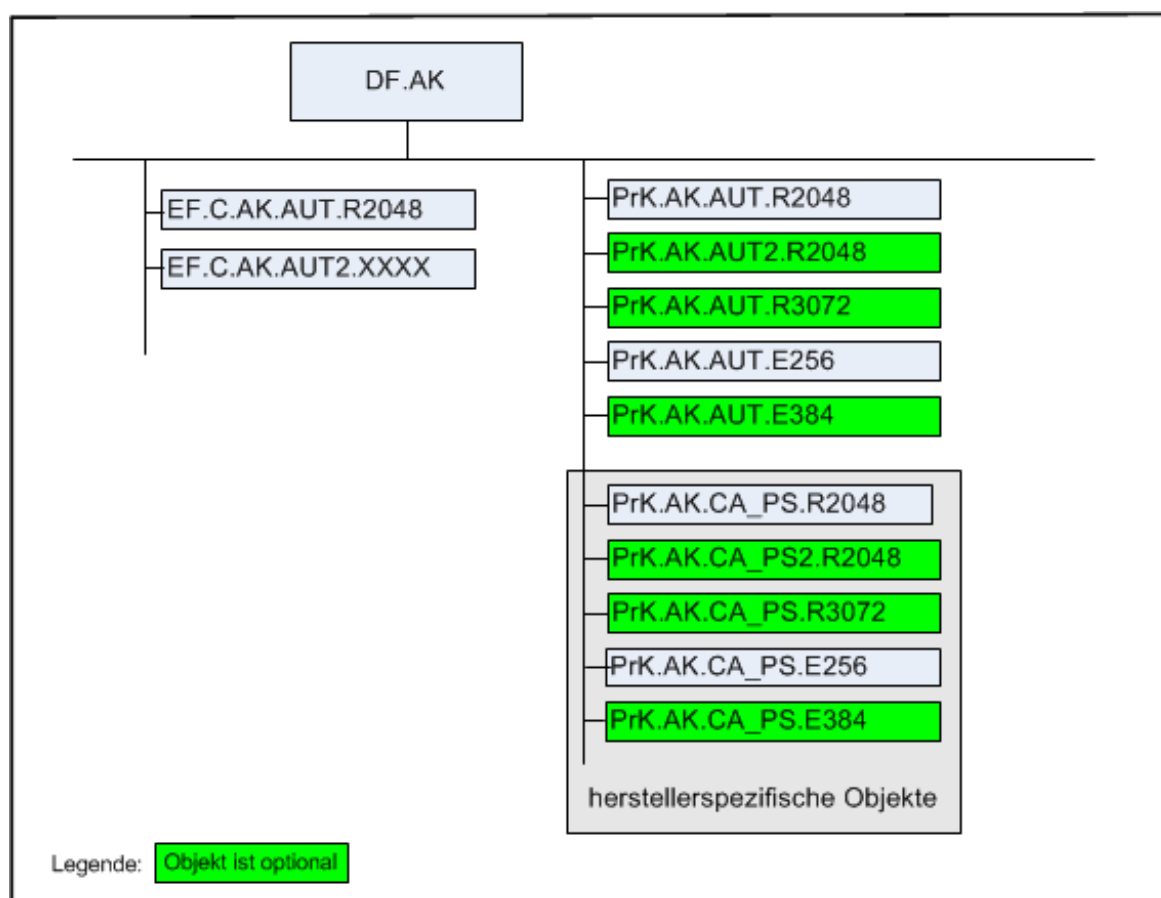 DF.AK
EF.C.AK.AUT.R2048
EF.C.AK.AUT2.XXXX
PrK.AK.AUT.R2048
PrK.AK.AUT2.R2048
PrK.AK.AUT.R3072
PrK.AK.AUT.E256
PrK.AK.AUT.E384
PrK.AK.CA_PS.R2048
PrK.AK.CA_PS2.R2048
PrK.AK.CA_PS.R3072
PrK.AK.CA_PS.E256
PrK.AK.CA_PS.E384
herstellerspezifische Objekte
Legende: Objekt ist optional